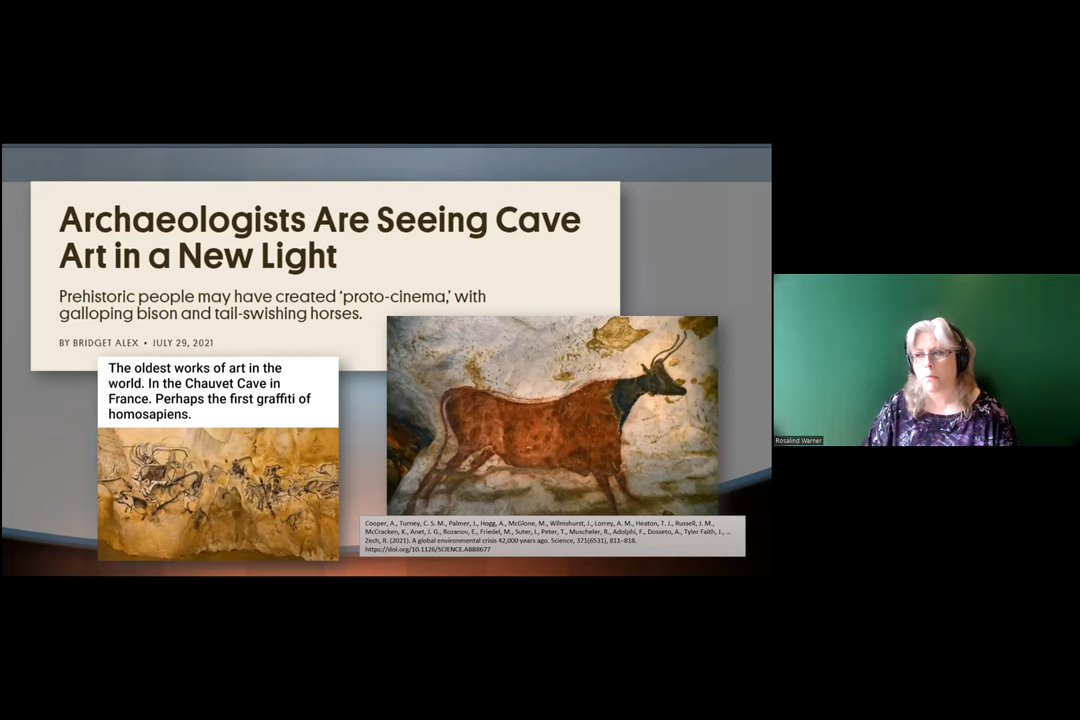 Archaeologists Are Seeing Cave
Art in a New Light
Prehistoric people may have created ‘proto-cinema,’ with
galloping bison and tail-swishing horses.
BY BRIDGET ALEX • JULY 29, 2021
The oldest works of art in the
world. In the Chauvet Cave in
France. Perhaps the first graffiti of
homosapiens.
Cooper, A., Turney, C. S. M., Palmer, J., Hogg, A., McGlone, M., Wilmshurst, J., Lorrey, A. M., Heaton, T. J., Russell, J. M.,
McCracken, K., Anet, J. G., Rozanov, E., Friedel, M., Suter, I., Peter, T., Muscheler, R., Adolphi, F., Dosseto, A., Tyler Faith, J., …
Zech, R. (2021). A global environmental crisis 42,000 years ago. Science, 371(6531), 811–818.
https://doi.org/10.1126/SCIENCE.ABB8677
Rosalind Warner